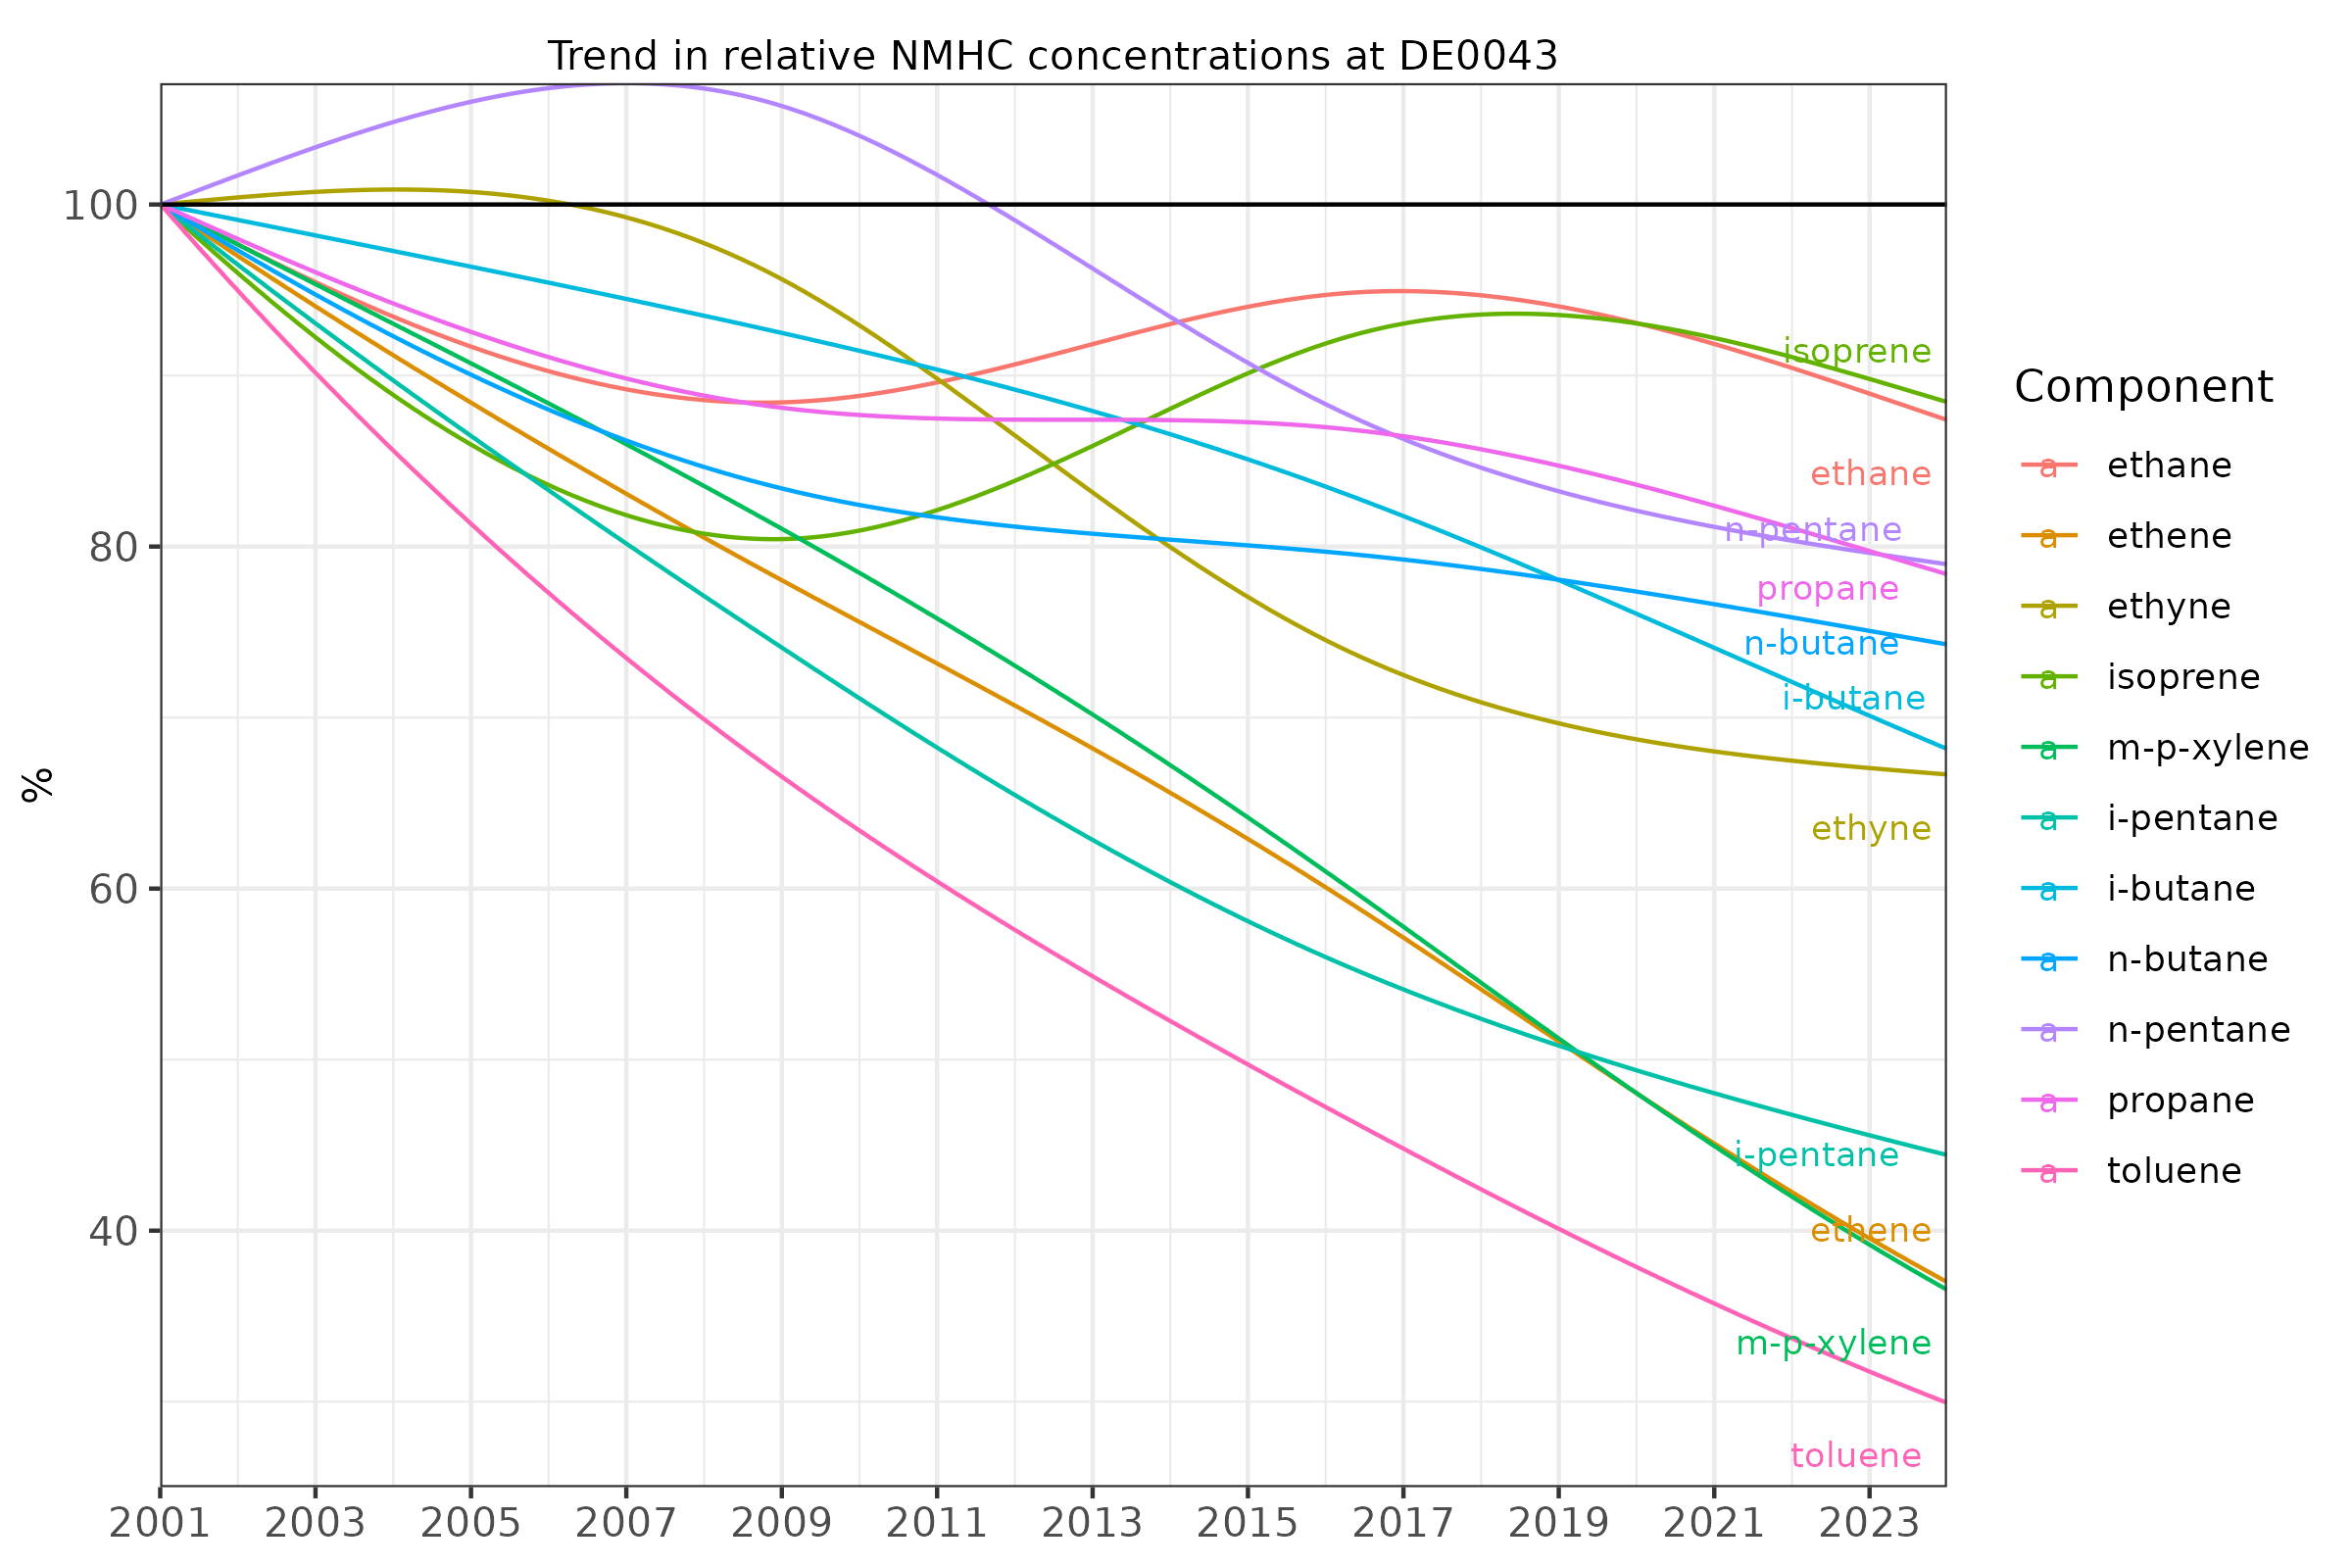 Trend in relative NMHC concentrations at DE0043
%
100
80
60
40
2001 2003 2005 2007 2009 2011 2013 2015 2017 2019 2021 2023
isoprene
ethane
n-pentane
propane
n-butane
i-butane
ethyne
i-pentane
ethene
m-p-xylene
toluene
Component
a ethane
a ethene
a ethyne
a isoprene
a m-p-xylene
a i-pentane
a i-butane
a n-butane
a n-pentane
a propane
a toluene